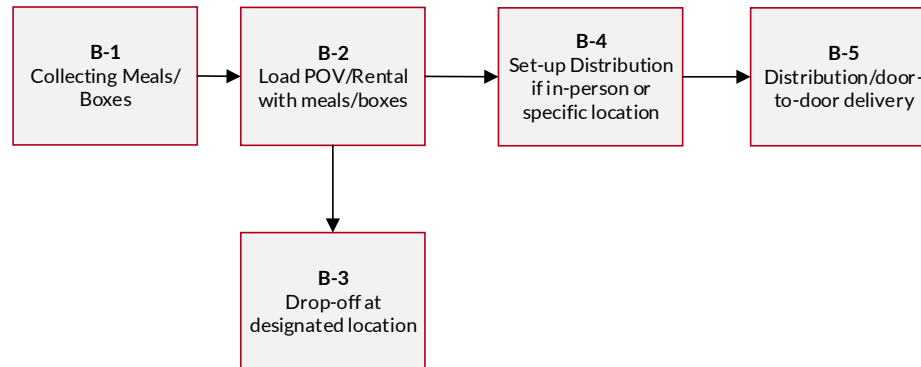 B-1
Collecting Meals/
Boxes
B-2
Load POV/Rental
with meals/boxes
B-4
Set-up Distribution
if in-person or
specific location
B-5
Distribution/door-
to-door delivery
B-3
Drop-off at
designated location